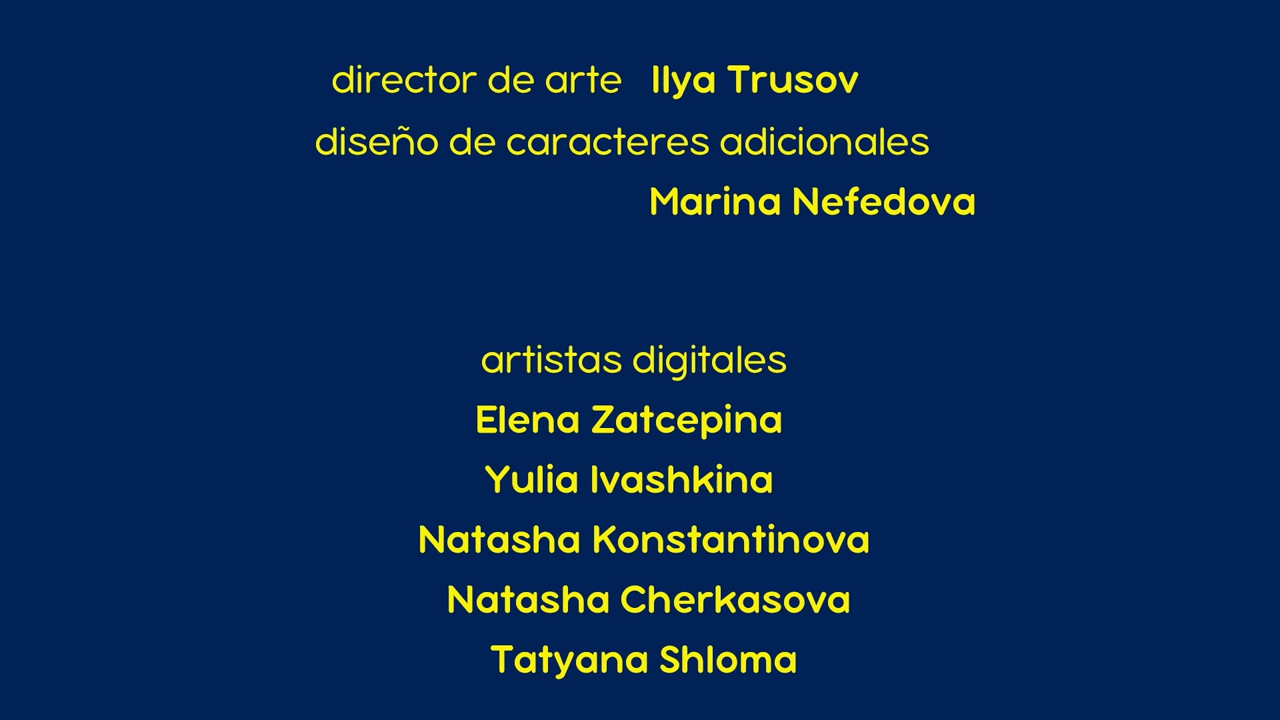 director de arte Ilya Trusov
diseño de caracteres adicionales
Marina Nefedova
artistas digitales
Elena Zatcepina
Yulia Ivashkina
Natasha Konstantinova
Natasha Cherkasova
Tatyana Shloma